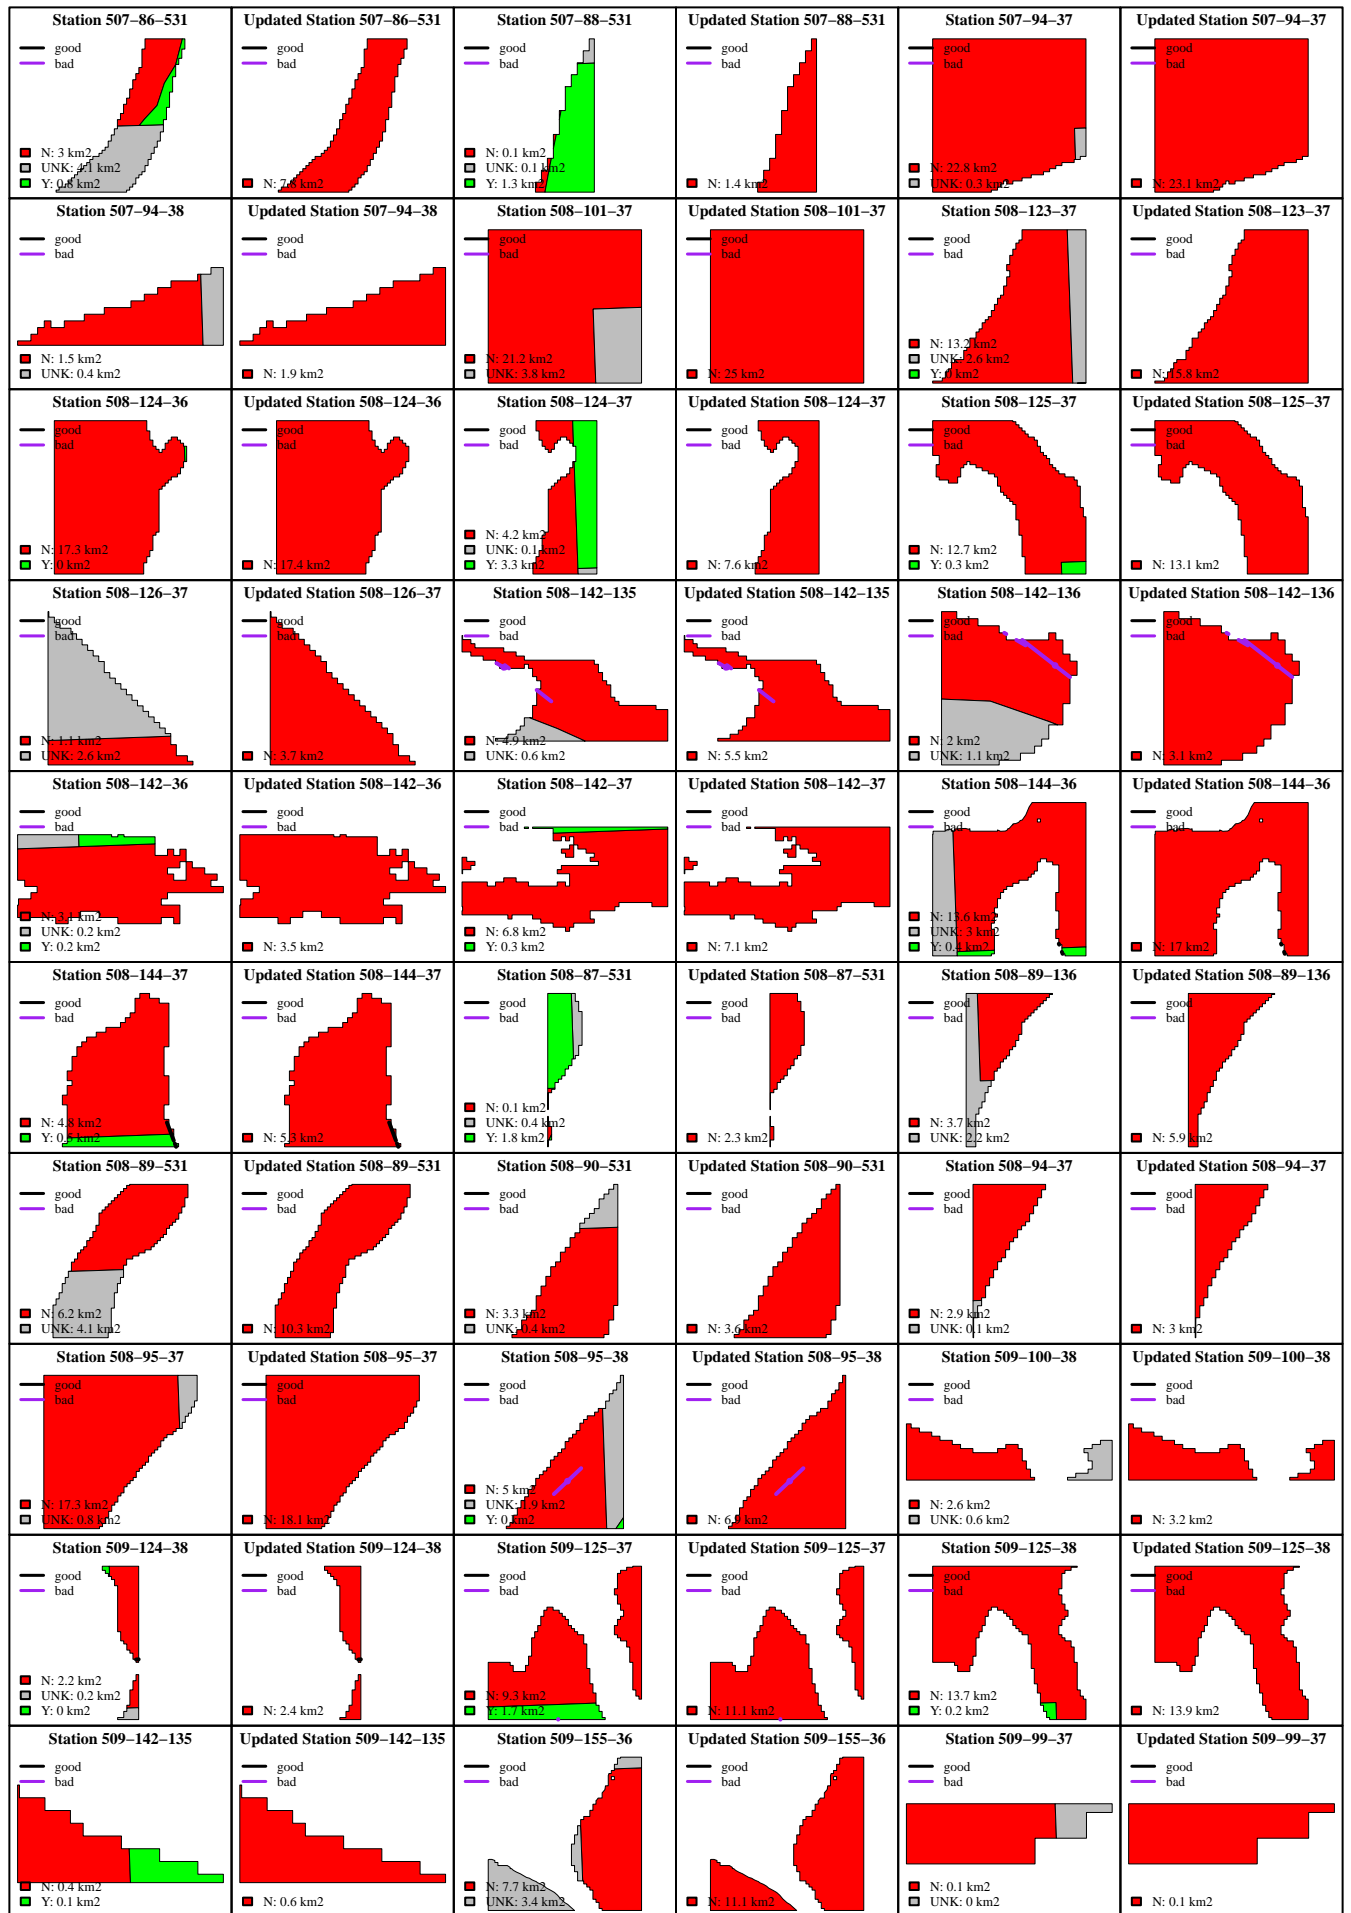 Station 507–86–531
good
bad
N: 3 km2
UNK: 4.1 km2
Y: 0.8 km2
Updated Station 507–86–531
good
bad
N: 7.8 km2
Station 507–88–531
good
bad
N: 0.1 km2
UNK: 0.1 km2
Y: 1.3 km2
Updated Station 507–88–531
good
bad
N: 1.4 km2
Station 507–94–37
good
bad
N: 22.8 km2
UNK: 0.3 km2
Updated Station 507–94–37
good
bad
N: 23.1 km2
Station 507–94–38
good
bad
N: 1.5 km2
UNK: 0.4 km2
Updated Station 507–94–38
good
bad
N: 1.9 km2
Station 508–101–37
good
bad
N: 21.2 km2
UNK: 3.8 km2
Updated Station 508–101–37
good
bad
N: 25 km2
Station 508–123–37
good
bad
N: 13.2 km2
UNK: 2.6 km2
Y: 0 km2
Updated Station 508–123–37
good
bad
N: 15.8 km2
Station 508–124–36
good
bad
N: 17.3 km2
Y: 0 km2
Updated Station 508–124–36
good
bad
N: 17.4 km2
Station 508–124–37
good
bad
N: 4.2 km2
UNK: 0.1 km2
Y: 3.3 km2
Updated Station 508–124–37
good
bad
N: 7.6 km2
Station 508–125–37
good
bad
N: 12.7 km2
Y: 0.3 km2
Updated Station 508–125–37
good
bad
N: 13.1 km2
Station 508–126–37
good
bad
N: 1.1 km2
UNK: 2.6 km2
Updated Station 508–126–37
good
bad
N: 3.7 km2
Station 508–142–135
good
bad
N: 4.9 km2
UNK: 0.6 km2
Updated Station 508–142–135
good
bad
N: 5.5 km2
Station 508–142–136
good
bad
N: 2 km2
UNK: 1.1 km2
Updated Station 508–142–136
good
bad
N: 3.1 km2
Station 508–142–36
good
bad
N: 3.1 km2
UNK: 0.2 km2
Y: 0.2 km2
Updated Station 508–142–36
good
bad
N: 3.5 km2
Station 508–142–37
good
bad
N: 6.8 km2
Y: 0.3 km2
Updated Station 508–142–37
good
bad
N: 7.1 km2
Station 508–144–36
good
bad
N: 13.6 km2
UNK: 3 km2
Y: 0.4 km2
Updated Station 508–144–36
good
bad
N: 17 km2
Station 508–144–37
good
bad
N: 4.8 km2
Y: 0.5 km2
Updated Station 508–144–37
good
bad
N: 5.3 km2
Station 508–87–531
good
bad
N: 0.1 km2
UNK: 0.4 km2
Y: 1.8 km2
Updated Station 508–87–531
good
bad
N: 2.3 km2
Station 508–89–136
good
bad
N: 3.7 km2
UNK: 2.2 km2
Updated Station 508–89–136
good
bad
N: 5.9 km2
Station 508–89–531
good
bad
N: 6.2 km2
UNK: 4.1 km2
Updated Station 508–89–531
good
bad
N: 10.3 km2
Station 508–90–531
good
bad
N: 3.3 km2
UNK: 0.4 km2
Updated Station 508–90–531
good
bad
N: 3.6 km2
Station 508–94–37
good
bad
N: 2.9 km2
UNK: 0.1 km2
Updated Station 508–94–37
good
bad
N: 3 km2
Station 508–95–37
good
bad
N: 17.3 km2
UNK: 0.8 km2
Updated Station 508–95–37
good
bad
N: 18.1 km2
Station 508–95–38
good
bad
N: 5 km2
UNK: 1.9 km2
Y: 0 km2
Updated Station 508–95–38
good
bad
N: 6.9 km2
Station 509–100–38
good
bad
N: 2.6 km2
UNK: 0.6 km2
Updated Station 509–100–38
good
bad
N: 3.2 km2
Station 509–124–38
good
bad
N: 2.2 km2
UNK: 0.2 km2
Y: 0 km2
Updated Station 509–124–38
good
bad
N: 2.4 km2
Station 509–125–37
good
bad
N: 9.3 km2
Y: 1.7 km2
Updated Station 509–125–37
good
bad
N: 11.1 km2
Station 509–125–38
good
bad
N: 13.7 km2
Y: 0.2 km2
Updated Station 509–125–38
good
bad
N: 13.9 km2
Station 509–142–135
good
bad
N: 0.4 km2
Y: 0.1 km2
Updated Station 509–142–135
good
bad
N: 0.6 km2
Station 509–155–36
good
bad
N: 7.7 km2
UNK: 3.4 km2
Updated Station 509–155–36
good
bad
N: 11.1 km2
Station 509–99–37
good
bad
N: 0.1 km2
UNK: 0 km2
Updated Station 509–99–37
good
bad
N: 0.1 km2